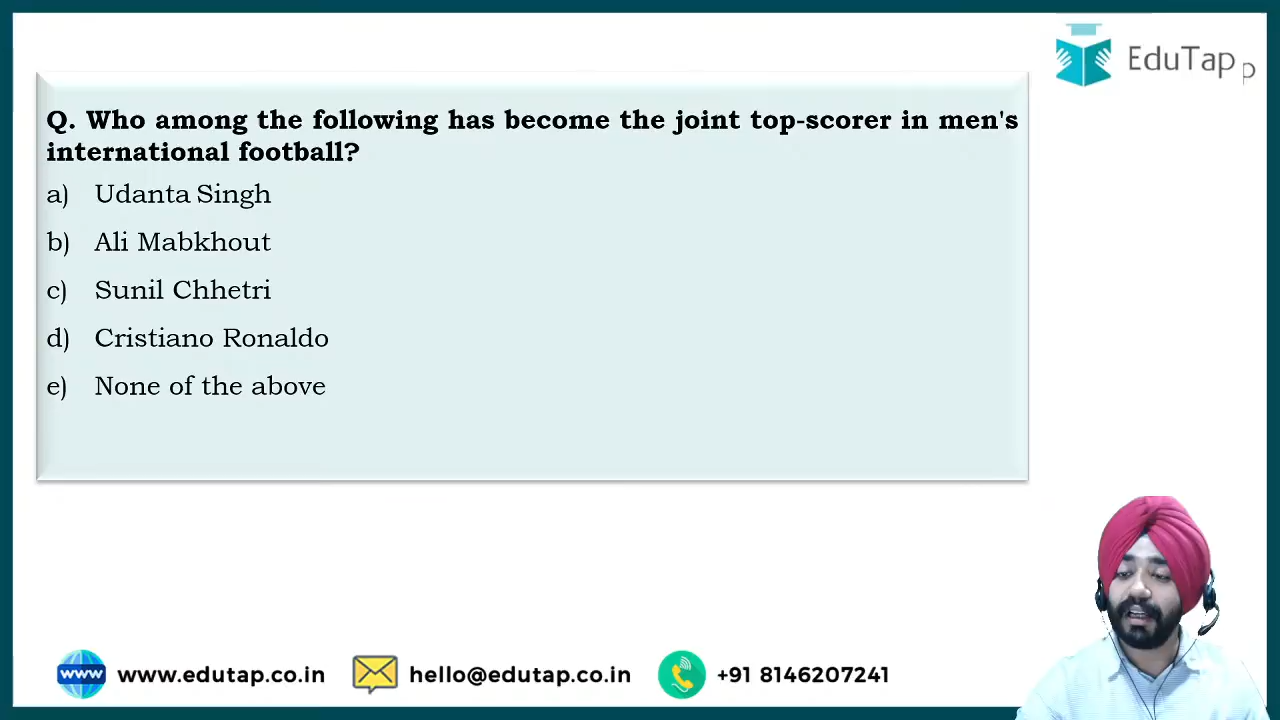 EduTap
p
Q. Who among the following has become the joint top-scorer in men's
international football?
a) Udanta Singh
b) Ali Mabkhout
c) Sunil Chhetri
d) Cristiano Ronaldo
e) None of the above
www www.edutap.co.in hello@edutap.co.in +91 8146207241